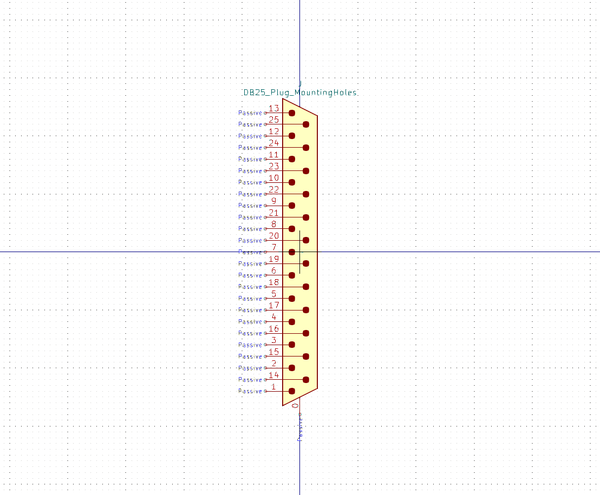 J
DB25_Plug_MountingHoles
Passive 13
Passive 25
Passive 12
Passive 24
Passive 11
Passive 23
Passive 10
Passive 22
Passive 9
Passive 21
Passive 8
Passive 20
Passive 7
Passive 19
Passive 6
Passive 18
Passive 5
Passive 17
Passive 4
Passive 16
Passive 3
Passive 15
Passive 2
Passive 14
Passive 1
0
Passive